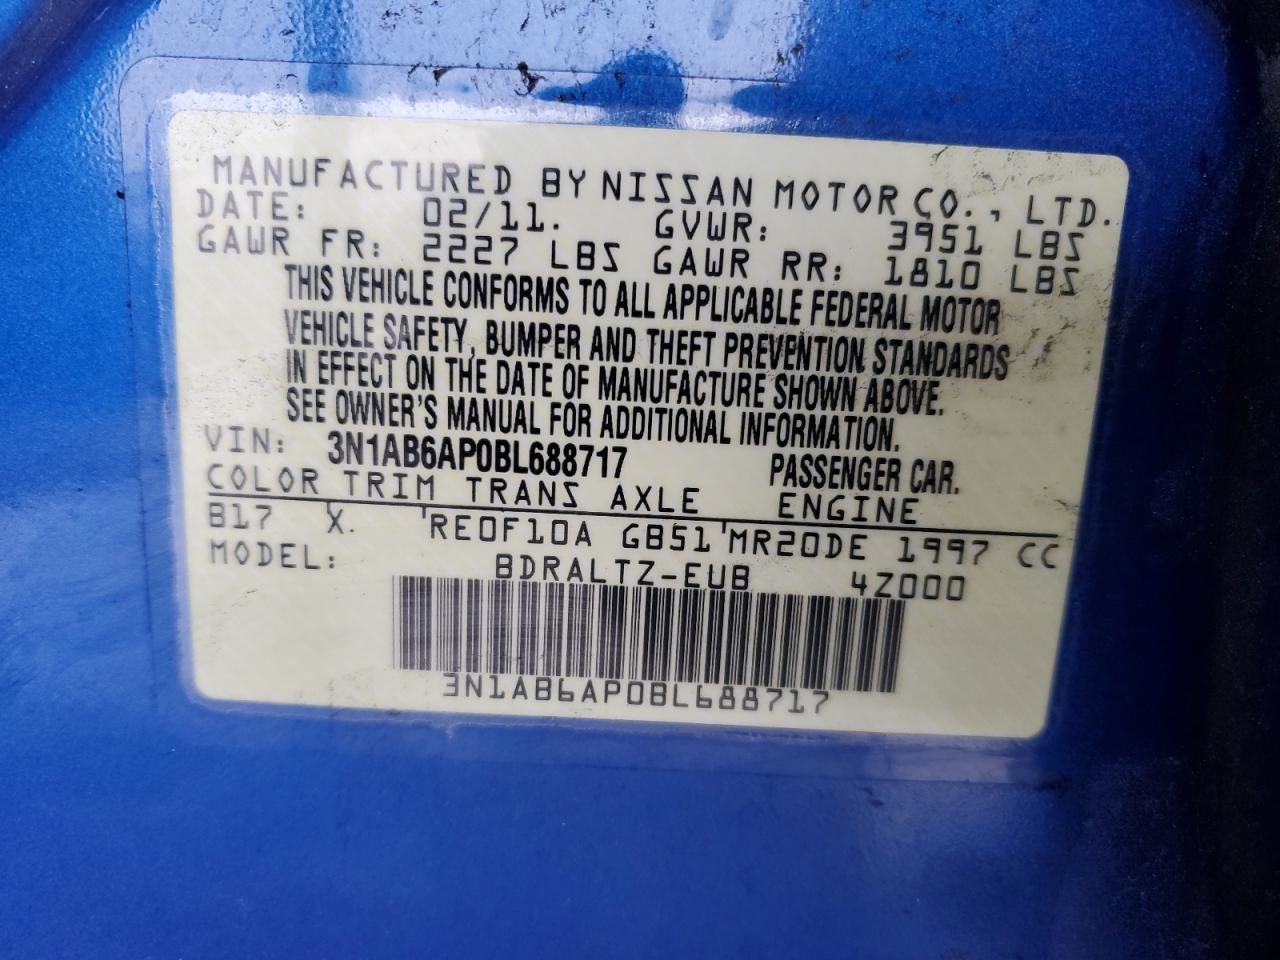 MANUFACTURED BY NISSAN MOTOR CO., LTD.
DATE: 02/11. GVWR: 3951 LBS
GAWR FR: 2227 LBS GAWR RR: 1810 LBS
THIS VEHICLE CONFORMS TO ALL APPLICABLE FEDERAL MOTOR
VEHICLE SAFETY, BUMPER AND THEFT PREVENTION STANDARDS
IN EFFECT ON THE DATE OF MANUFACTURE SHOWN ABOVE.
SEE OWNER'S MANUAL FOR ADDITIONAL INFORMATION.
VIN: 3N1AB6AP0BL688717 PASSENGER CAR.
COLOR TRIM TRANS AXLE ENGINE
B17 X. RE0F10A GB51 MR20DE 1997 CC
MODEL: BDRALTZ-EUB 4Z000
3N1AB6AP0BL688717